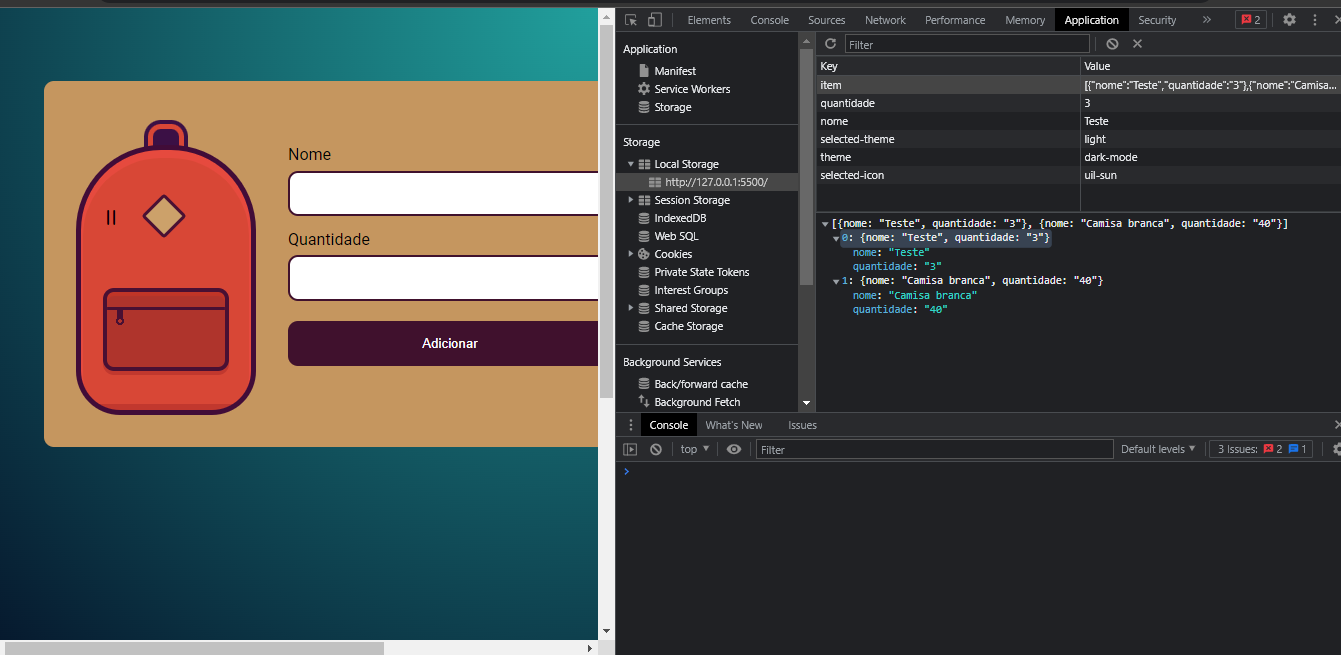 Nome
Quantidade
Adicionar
Elements Console Sources Network Performance Memory Application Security » 2
Application
Manifest
Service Workers
Storage
Storage
Local Storage
http://127.0.0.1:5500/
Session Storage
IndexedDB
Web SQL
Cookies
Private State Tokens
Interest Groups
Shared Storage
Cache Storage
Background Services
Back/forward cache
Background Fetch
Filter
Key Value
item [{"nome":"Teste","quantidade":"3"},{"nome":"Camisa...
quantidade 3
nome Teste
selected-theme light
theme dark-mode
selected-icon uil-sun
[{nome: "Teste", quantidade: "3"}, {nome: "Camisa branca", quantidade: "40"}]
0: {nome: "Teste", quantidade: "3"}
nome: "Teste"
quantidade: "3"
1: {nome: "Camisa branca", quantidade: "40"}
nome: "Camisa branca"
quantidade: "40"
Console What's New Issues
top Filter Default levels 3 Issues: 2 1